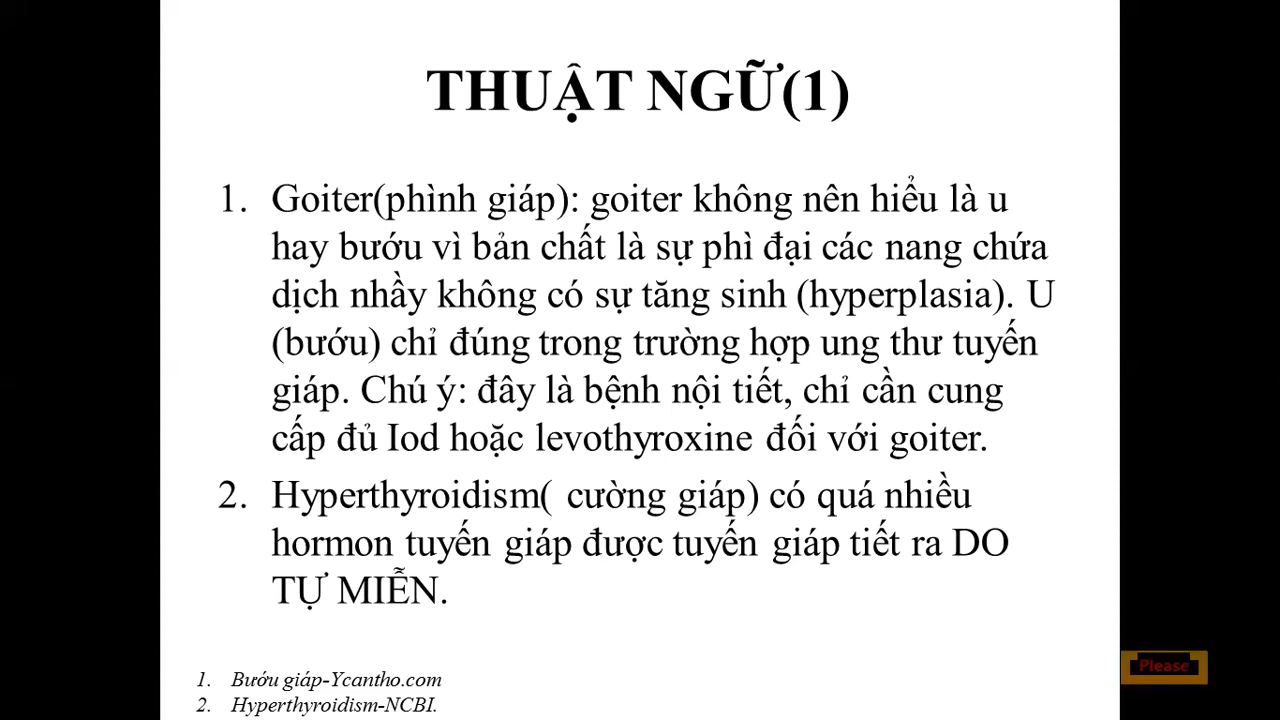 THUẬT NGỮ(1)
1. Goiter(phình giáp): goiter không nên hiểu là u
hay bướu vì bản chất là sự phì đại các nang chứa
dịch nhầy không có sự tăng sinh (hyperplasia). U
(bướu) chỉ đúng trong trường hợp ung thư tuyến
giáp. Chú ý: đây là bệnh nội tiết, chỉ cần cung
cấp đủ Iod hoặc levothyroxine đối với goiter.
2. Hyperthyroidism( cường giáp) có quá nhiều
hormon tuyến giáp được tuyến giáp tiết ra DO
TỰ MIỄN.
1. Bướu giáp-Ycantho.com
2. Hyperthyroidism-NCBI.
Please